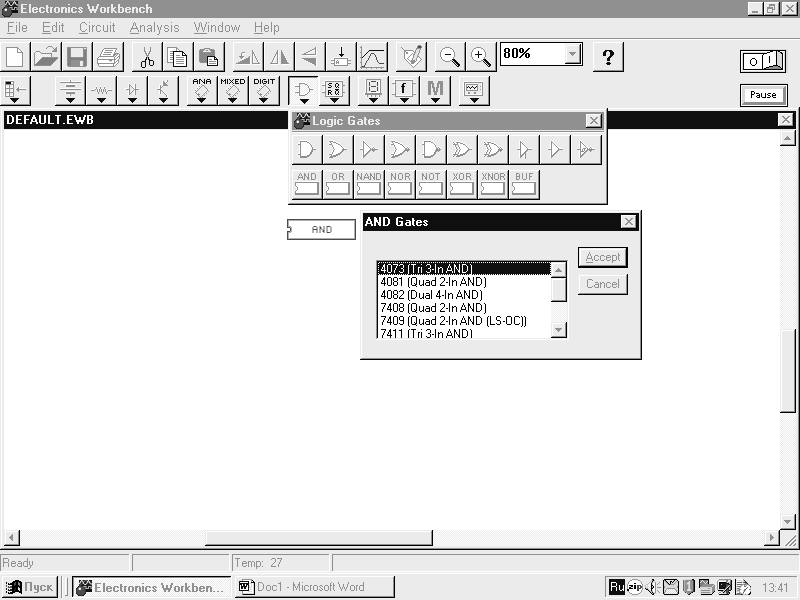 Electronics Workbench
File Edit Circuit Analysis Window Help
80%
?
ANA MIXED DIGIT
f M
Pause
DEFAULT.EWB
Logic Gates
AND OR NAND NOR NOT XOR XNOR BUF
AND
AND Gates
4073 (Tri 3-In AND)
4081 (Quad 2-In AND)
4082 (Dual 4-In AND)
7408 (Quad 2-In AND)
7409 (Quad 2-In AND (LS-OC))
7411 (Tri 3-In AND)
Accept
Cancel
Ready
Temp: 27
Пуск
Electronics Workben...
Doc1 - Microsoft Word
Ru
zip
13:41